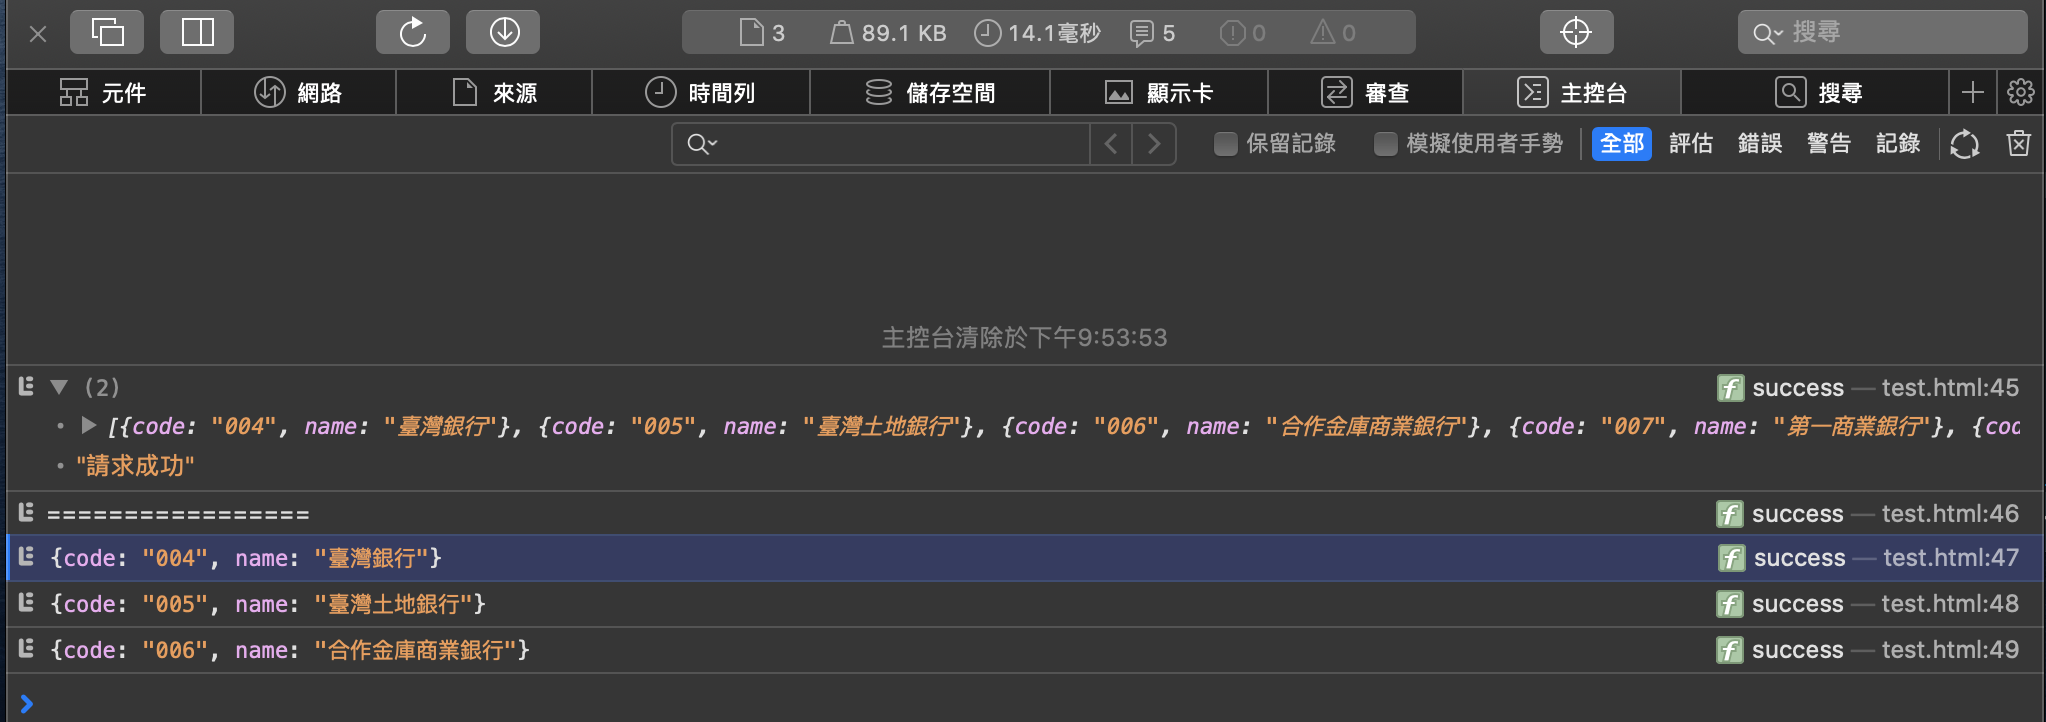 3 89.1 KB 14.1毫秒 5 0 0 搜尋
元件 網路 來源 時間列 儲存空間 顯示卡 審查 主控台 搜尋
保留記錄 模擬使用者手勢 全部 評估 錯誤 警告 記錄
主控台清除於下午9:53:53
(2) f success — test.html:45
[{code: "004", name: "臺灣銀行"}, {code: "005", name: "臺灣土地銀行"}, {code: "006", name: "合作金庫商業銀行"}, {code: "007", name: "第一商業銀行"}, {cod
"請求成功"
================= f success — test.html:46
{code: "004", name: "臺灣銀行"} f success — test.html:47
{code: "005", name: "臺灣土地銀行"} f success — test.html:48
{code: "006", name: "合作金庫商業銀行"} f success — test.html:49